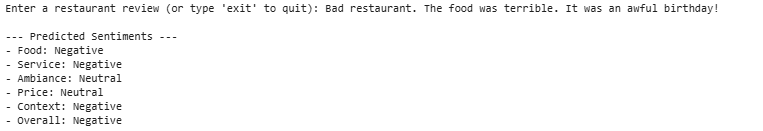 Enter a restaurant review (or type 'exit' to quit): Bad restaurant. The food was terrible. It was an awful birthday!
--- Predicted Sentiments ---
- Food: Negative
- Service: Negative
- Ambiance: Neutral
- Price: Neutral
- Context: Negative
- Overall: Negative